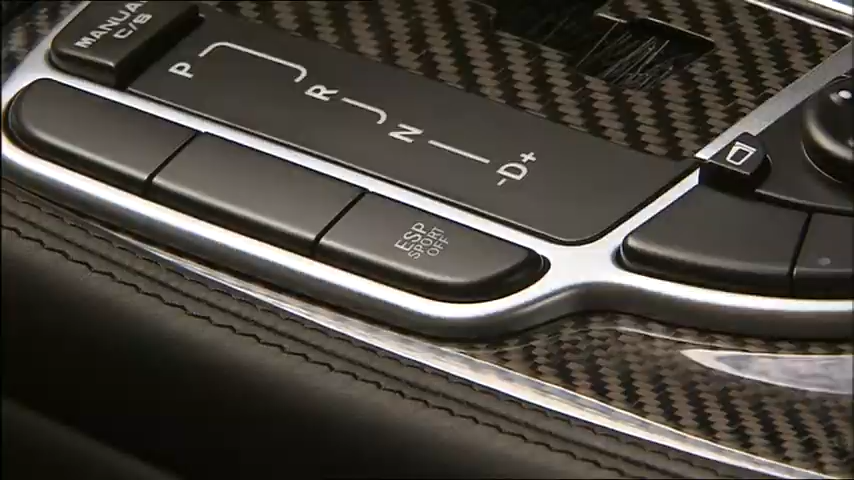 MANUAL
C/S
P
R
N
-D+
ESP
SPORT
OFF